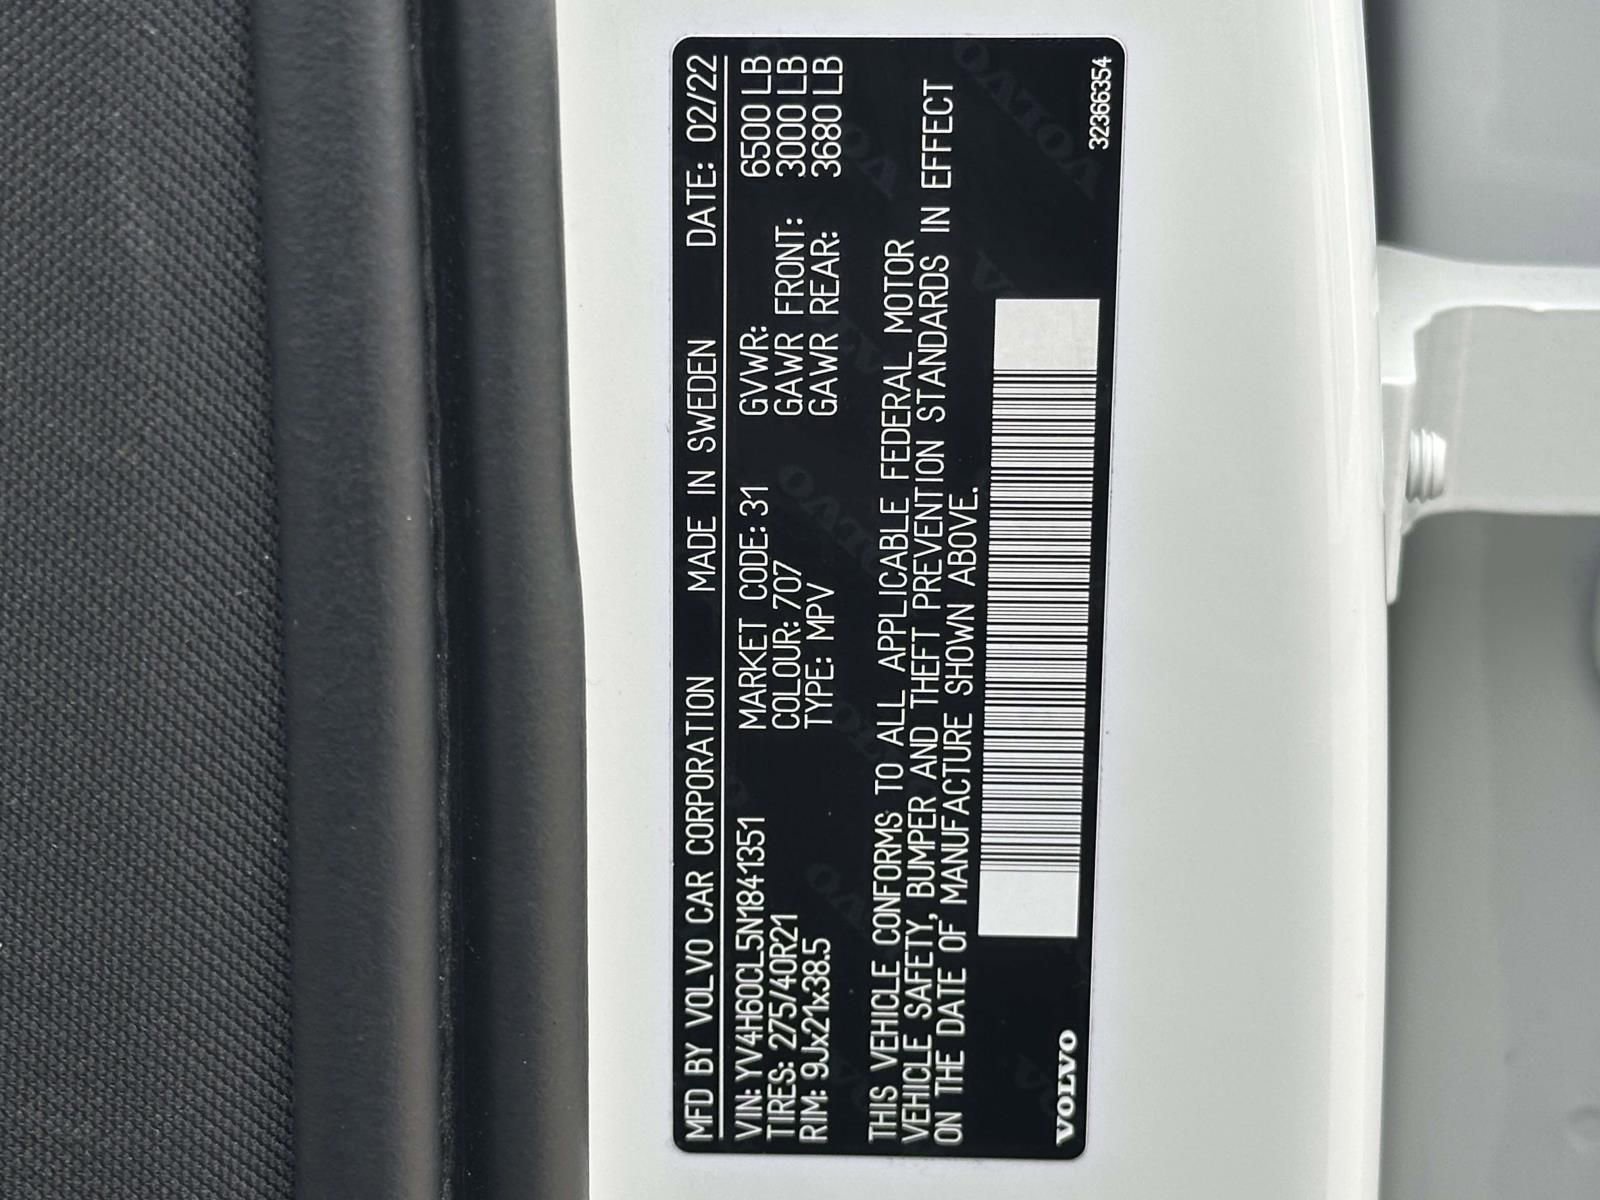 MFD BY VOLVO CAR CORPORATION MADE IN SWEDEN DATE: 02/22
VIN: YV4H60CL5N1841351 MARKET CODE: 31 GVWR: 6500 LB
TIRES: 275/40R21 COLOUR: 707 GAWR FRONT: 3000 LB
RIM: 9Jx21x38.5 TYPE: MPV GAWR REAR: 3680 LB
THIS VEHICLE CONFORMS TO ALL APPLICABLE FEDERAL MOTOR
VEHICLE SAFETY, BUMPER AND THEFT PREVENTION STANDARDS IN EFFECT
ON THE DATE OF MANUFACTURE SHOWN ABOVE.
VOLVO 32366354